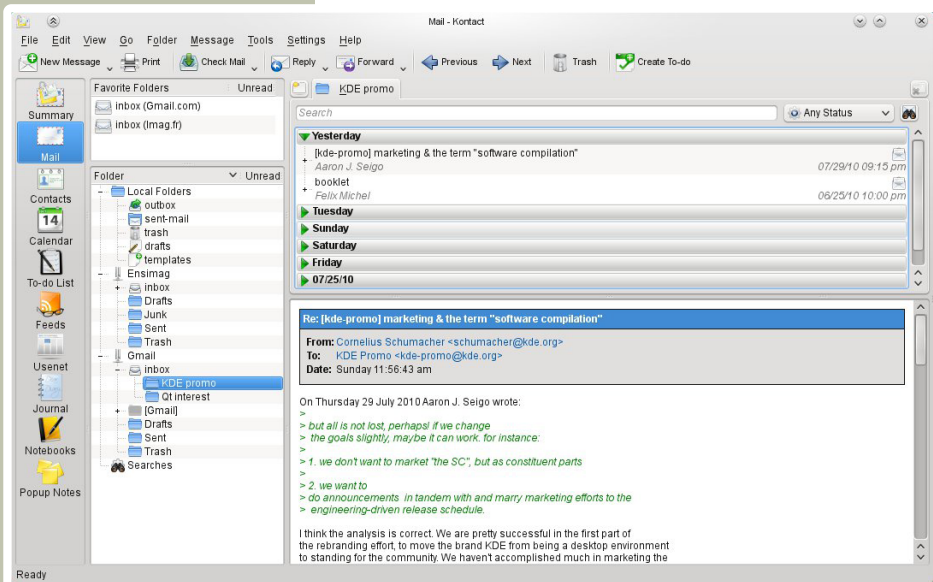 Mail - Kontact
File Edit View Go Folder Message Tools Settings Help
New Message Print Check Mail Reply Forward Previous Next Trash Create To-do
Summary
Mail
Contacts
14
Calendar
To-do List
Feeds
Usenet
Journal
Notebooks
Popup Notes
Favorite Folders Unread
inbox (Gmail.com)
inbox (Imag.fr)
Folder Unread
Local Folders
outbox
sent-mail
trash
drafts
templates
Ensimag
inbox
Drafts
Junk
Sent
Trash
Gmail
inbox
KDE promo
Qt interest
[Gmail]
Drafts
Sent
Trash
Searches
KDE promo
Search Any Status
Yesterday
[kde-promo] marketing & the term "software compilation"
Aaron J. Seigo 07/29/10 09:15 pm
booklet
Felix Michel 06/25/10 10:00 pm
Tuesday
Sunday
Saturday
Friday
07/25/10
Re: [kde-promo] marketing & the term "software compilation"
From: Cornelius Schumacher <schumacher@kde.org>
To: KDE Promo <kde-promo@kde.org>
Date: Sunday 11:56:43 am
On Thursday 29 July 2010 Aaron J. Seigo wrote:
>
> but all is not lost, perhaps! if we change
> the goals slightly, maybe it can work. for instance:
>
> 1. we don't want to market "the SC", but as constituent parts
>
> 2. we want to
> do announcements in tandem with and marry marketing efforts to the
> engineering-driven release schedule.
I think the analysis is correct. We are pretty successful in the first part of
the rebranding effort, to move the brand KDE from being a desktop environment
to standing for the community. We haven't accomplished much in marketing the
Ready